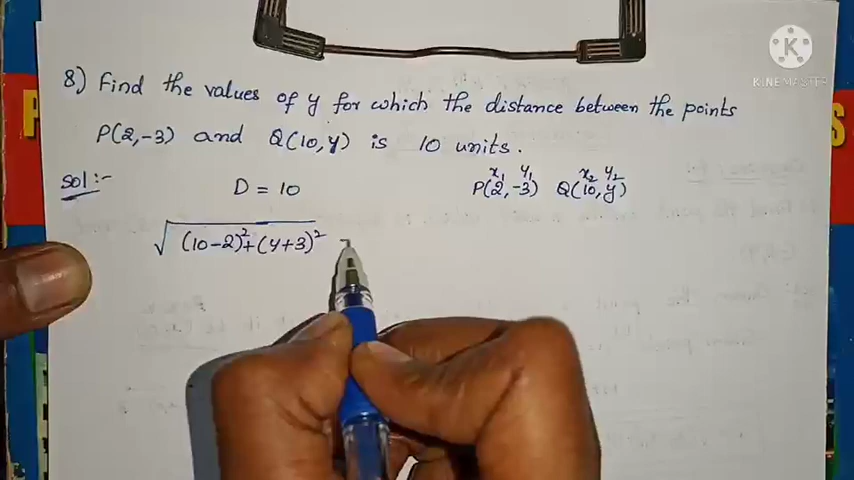 KINEMASTER
8) Find the values of y for which the distance between the points
P(2,-3) and Q(10,y) is 10 units.
Sol:- D = 10 P(2,-3) Q(10,y)
x₁ y₁ x₂ y₂
√(10-2)²+(y+3)² =